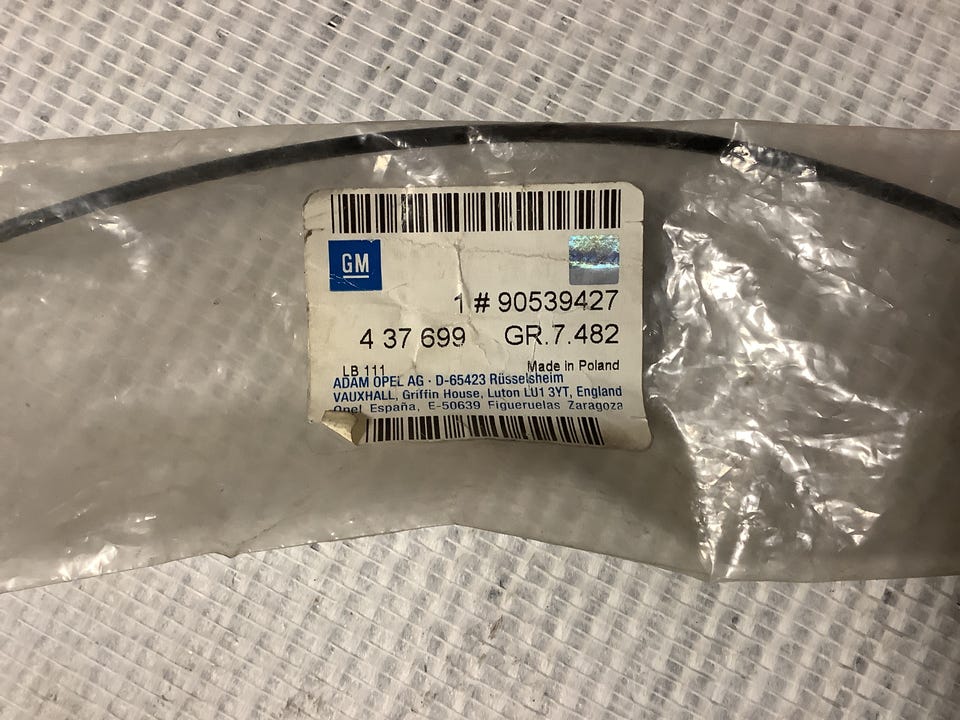 GM
1 # 90539427
4 37 699 GR.7.482
LB 111 Made in Poland
ADAM OPEL AG · D-65423 Rüsselsheim
VAUXHALL, Griffin House, Luton LU1 3YT, England
Opel España, E-50639 Figueruelas Zaragoza